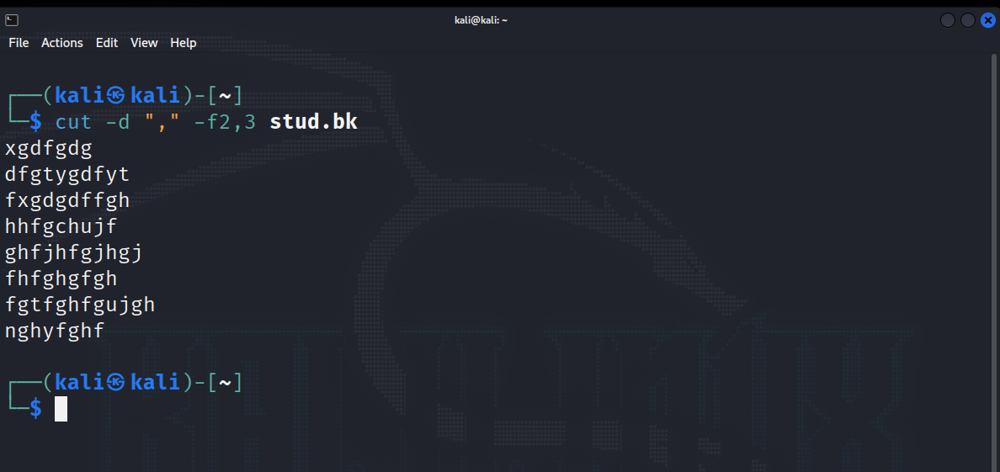 kali@kali: ~
File Actions Edit View Help
┌──(kali㉿kali)-[~]
└─$ cut -d "," -f2,3 stud.bk
xgdfgdg
dfgtygdfyt
fxgdgdffgh
hhfgchujf
ghfjhfgjhgj
fhfghgfgh
fgtfghfgujgh
nghyfghf
┌──(kali㉿kali)-[~]
└─$